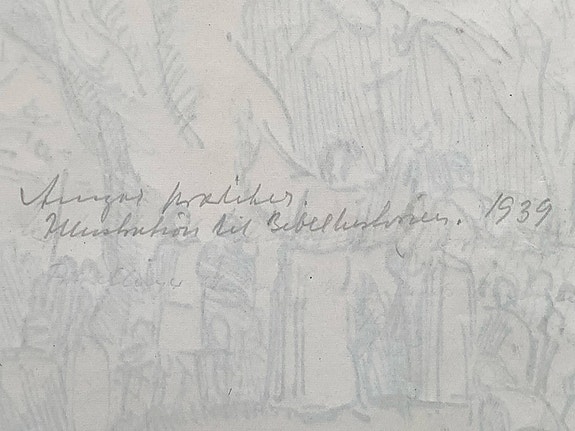 Ansgar prædiker.
Illustration til Bibelhistorien. 1939